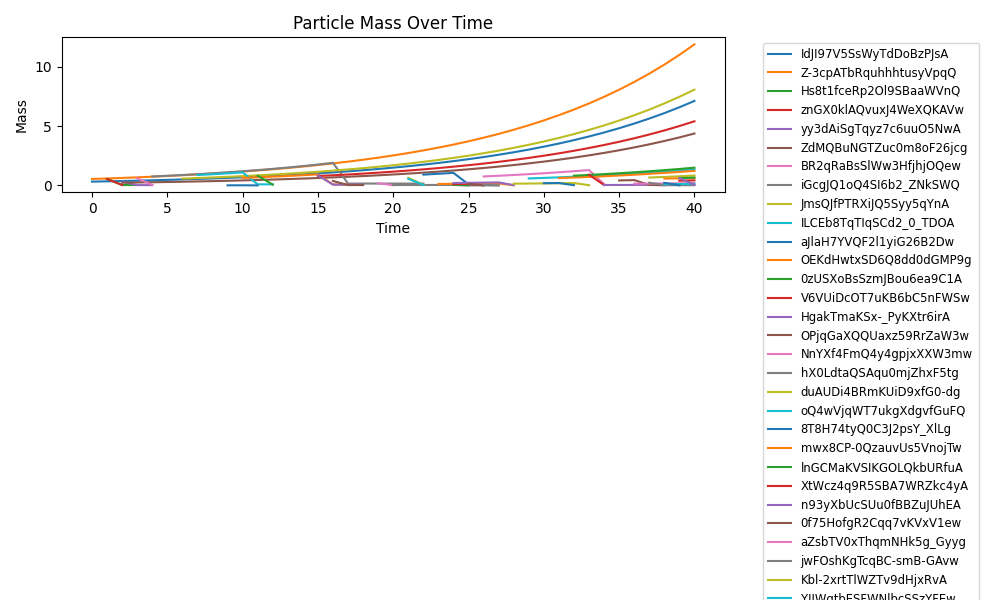 Particle Mass Over Time
Mass
10
5
0
0 5 10 15 20 25 30 35 40
Time
IdJI97V5SsWyTdDoBzPJsA
Z-3cpATbRquhhhtusyVpqQ
Hs8t1fceRp2Ol9SBaaWVnQ
znGX0klAQvuxJ4WeXQKAVw
yy3dAiSgTqyz7c6uuO5NwA
ZdMQBuNGTZuc0m8oF26jcg
BR2qRaBsSlWw3HfjhjOQew
iGcgJQ1oQ4SI6b2_ZNkSWQ
JmsQJfPTRXiJQ5Syy5qYnA
ILCEb8TqTIqSCd2_0_TDOA
aJlaH7YVQF2l1yiG26B2Dw
OEKdHwtxSD6Q8dd0dGMP9g
0zUSXoBsSzmJBou6ea9C1A
V6VUiDcOT7uKB6bC5nFWSw
HgakTmaKSx-_PyKXtr6irA
OPjqGaXQQUaxz59RrZaW3w
NnYXf4FmQ4y4gpjxXXW3mw
hX0LdtaQSAqu0mjZhxF5tg
duAUDi4BRmKUiD9xfG0-dg
oQ4wVjqWT7ukgXdgvfGuFQ
8T8H74tyQ0C3J2psY_XlLg
mwx8CP-0QzauvUs5VnojTw
lnGCMaKVSIKGOLQkbURfuA
XtWcz4q9R5SBA7WRZkc4yA
n93yXbUcSUu0fBBZuJUhEA
0f75HofgR2Cqq7vKVxV1ew
aZsbTV0xThqmNHk5g_Gyyg
jwFOshKgTcqBC-smB-GAvw
Kbl-2xrtTlWZTv9dHjxRvA